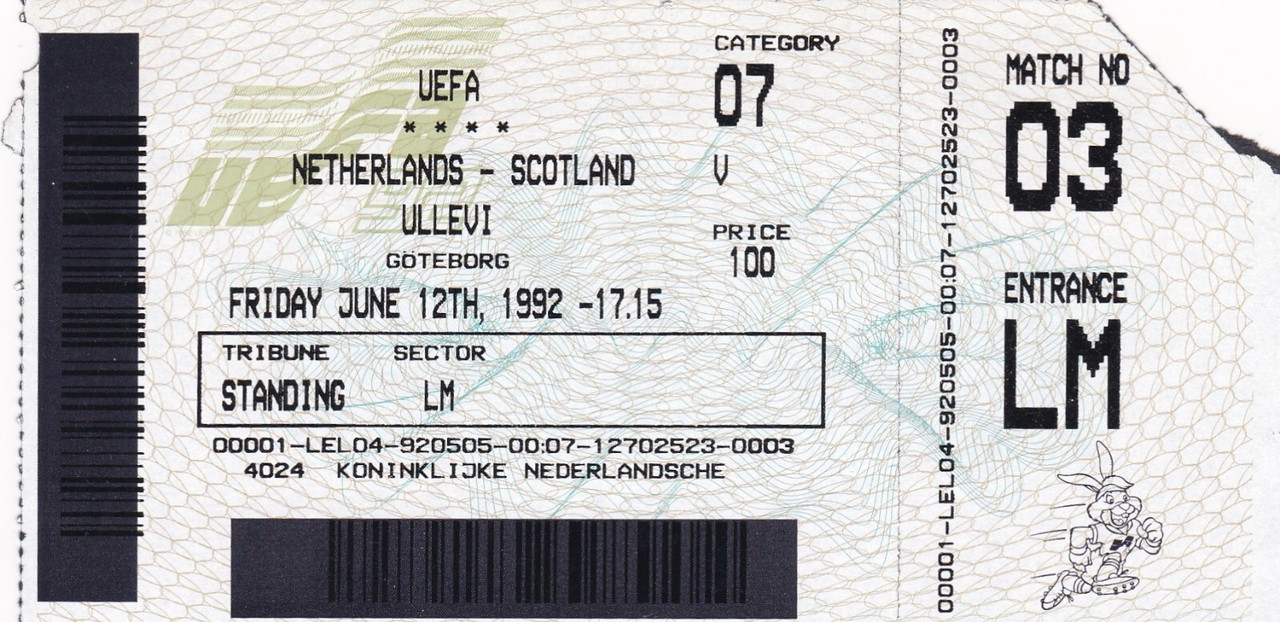 UEFA
* * * *
NETHERLANDS - SCOTLAND
ULLEVI
GÖTEBORG
FRIDAY JUNE 12TH, 1992 -17.15
CATEGORY
07
V
PRICE
100
TRIBUNE SECTOR
STANDING LM
00001-LEL04-920505-00:07-12702523-0003
4024 KONINKLIJKE NEDERLANDSCHE
00001-LEL04-920505-00:07-12702523-0003
MATCH NO
03
ENTRANCE
LM